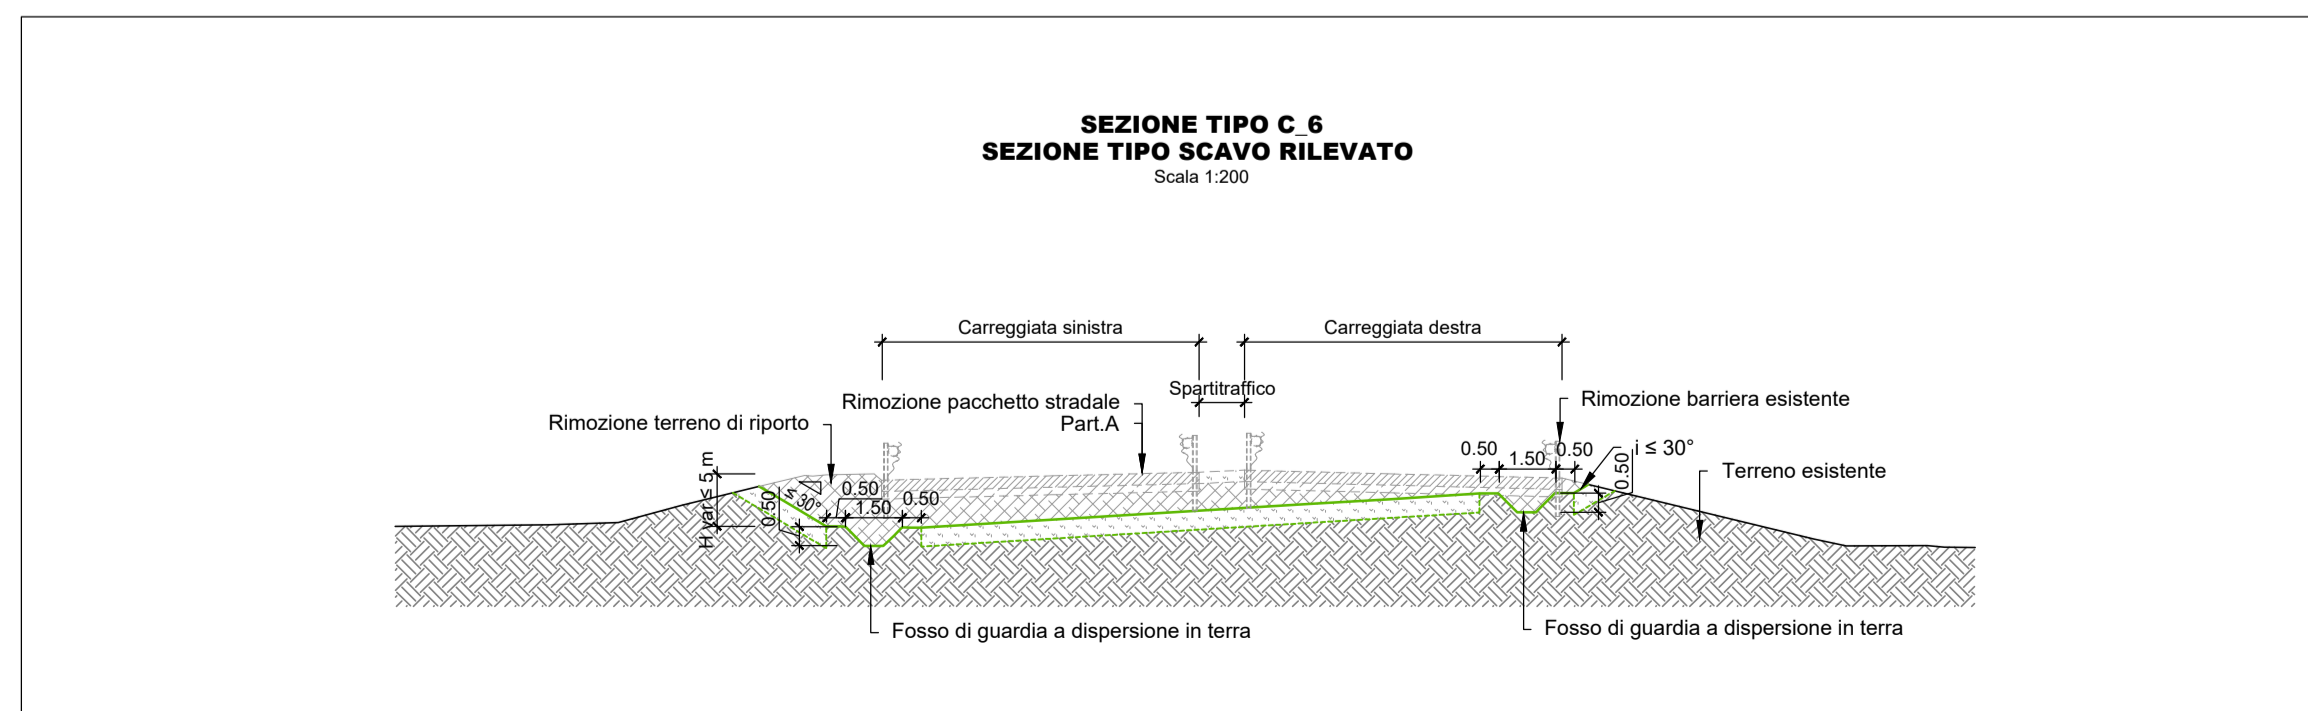 SEZIONE TIPO C_6
SEZIONE TIPO SCAVO RILEVATO
Scala 1:200
Carreggiata sinistra
Carreggiata destra
Spartitraffico
Rimozione pacchetto stradale
Part.A
Rimozione barriera esistente
Rimozione terreno di riporto
H var ≤ 5 m
0.50
≤ 30°
0.50
1.50
0.50
0.50
1.50
0.50
i ≤ 30°
0.50
Terreno esistente
Fosso di guardia a dispersione in terra
Fosso di guardia a dispersione in terra